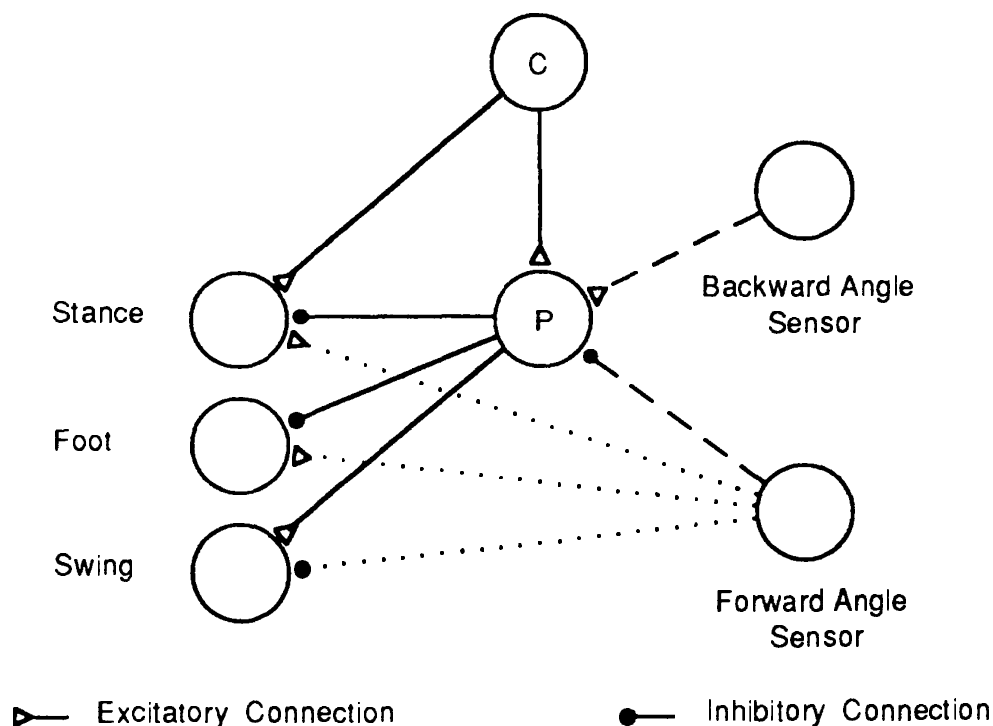 C
Backward Angle
Sensor
Stance
P
Foot
Swing
Forward Angle
Sensor
Excitatory Connection
Inhibitory Connection